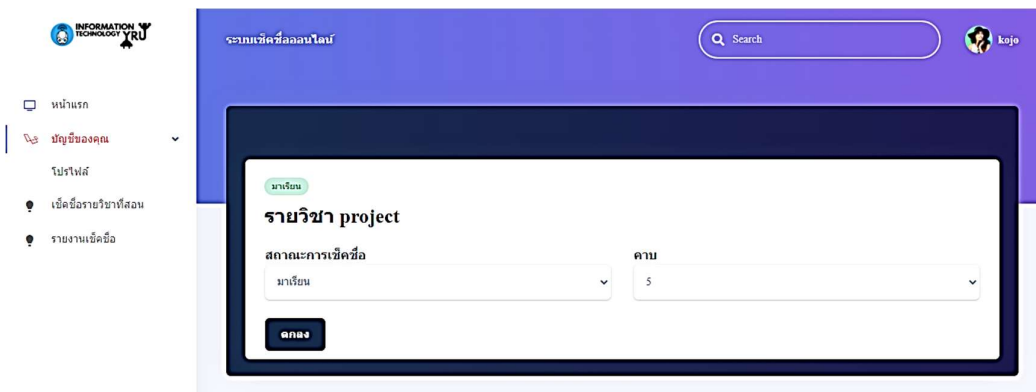 INFORMATION
TECHNOLOGY YRU
ระบบเช็คชื่อออนไลน์
Search
kojo
หน้าแรก
บัญชีของคุณ
โปรไฟล์
เช็คชื่อรายวิชาที่สอน
รายงานเช็คชื่อ
มาเรียน
รายวิชา project
สถาณะการเช็คชื่อ
คาบ
มาเรียน
5
ตกลง